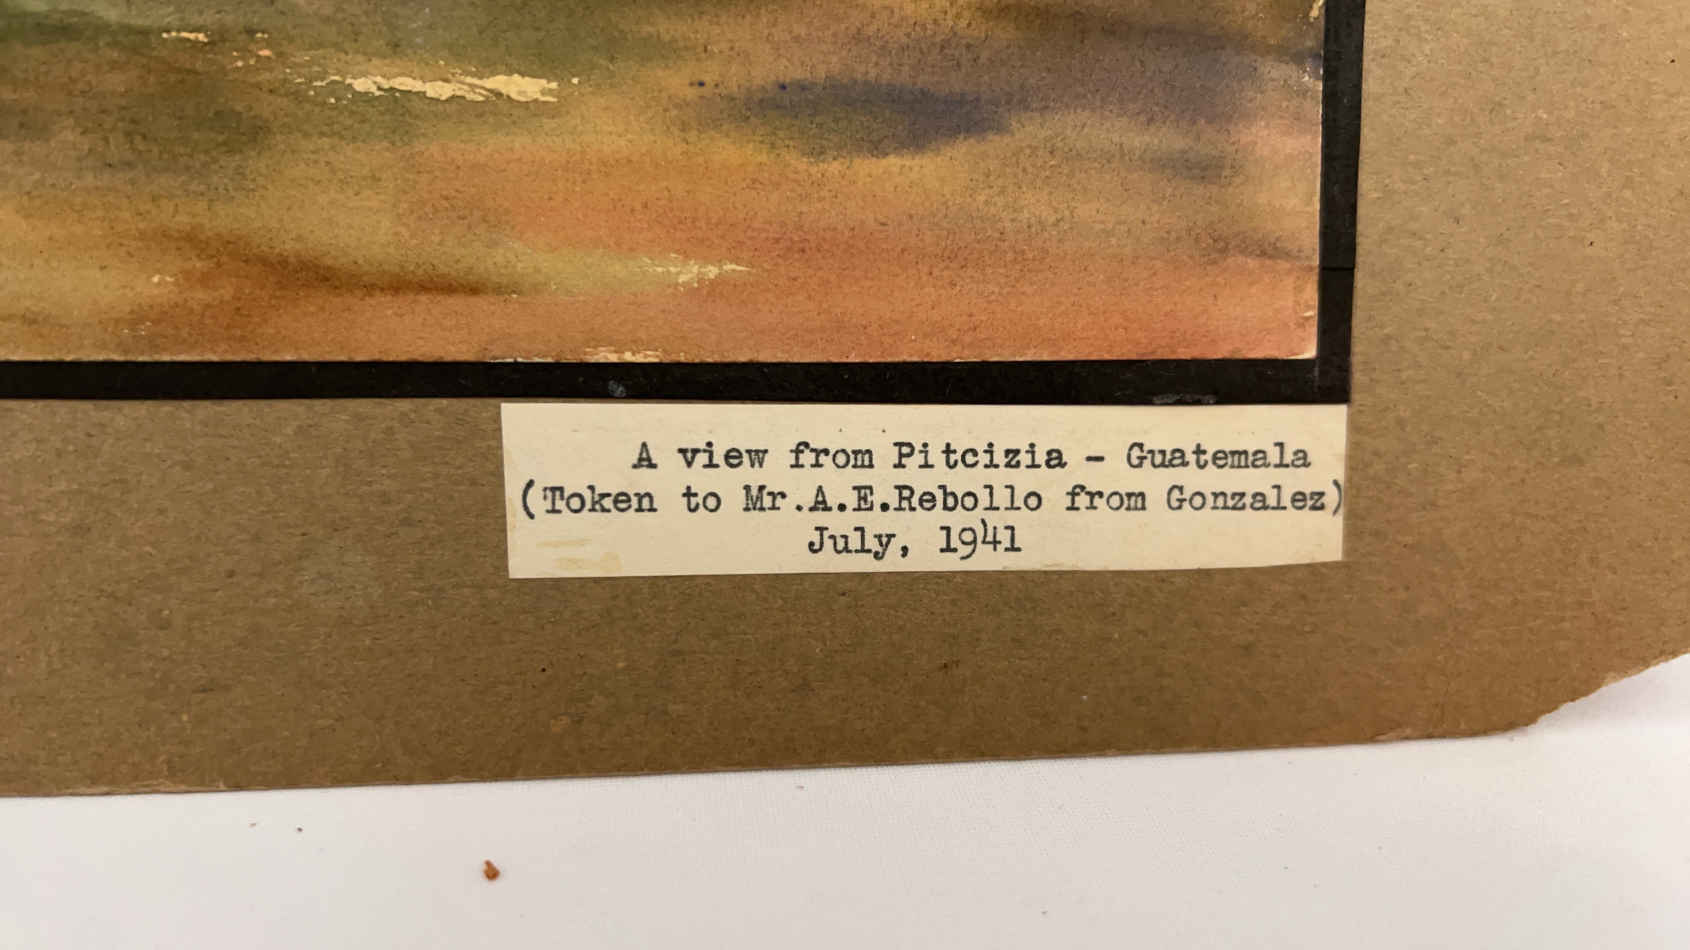 A view from Pitcizia - Guatemala
(Token to Mr.A.E.Rebollo from Gonzalez)
July, 1941